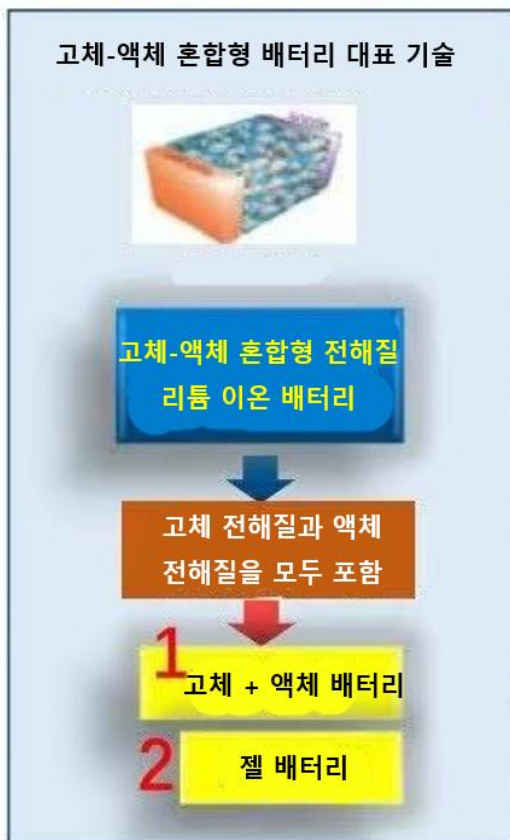 고체-액체 혼합형 배터리 대표 기술
고체-액체 혼합형 전해질
리튬 이온 배터리
고체 전해질과 액체
전해질을 모두 포함
1
고체 + 액체 배터리
2
젤 배터리